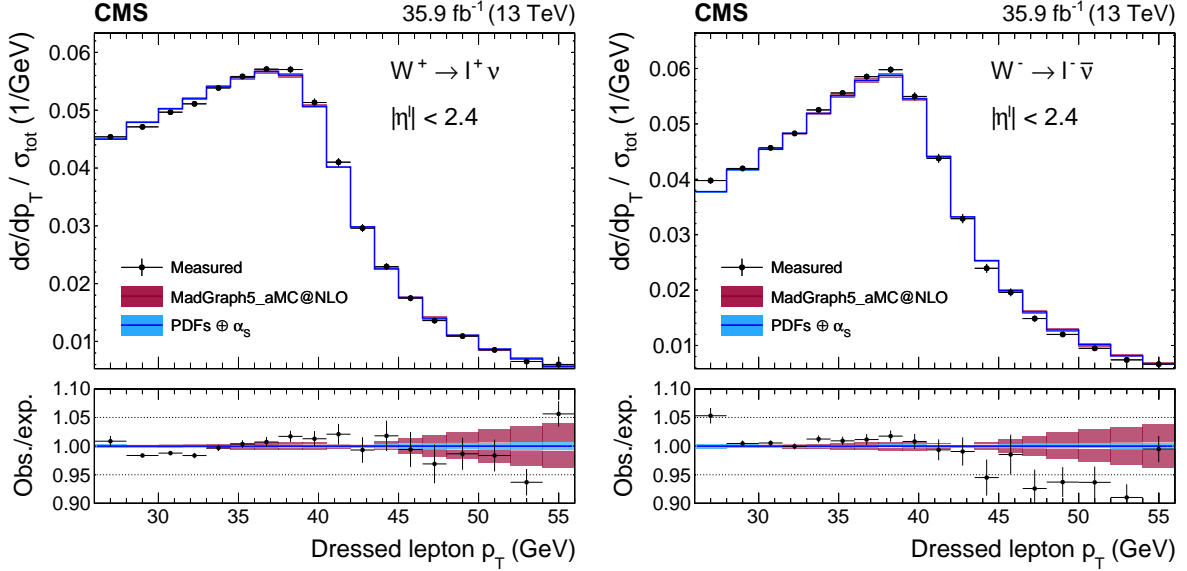 CMS 35.9 fb⁻¹ (13 TeV)
dσ/dp_T / σ_tot (1/GeV)
0.06
0.05
0.04
0.03
0.02
0.01
W⁺ → l⁺ ν
|ηˡ| < 2.4
Measured
MadGraph5_aMC@NLO
PDFs ⊕ α_S
Obs./exp.
1.10
1.05
1.00
0.95
0.90
30 35 40 45 50 55
Dressed lepton p_T (GeV)
CMS 35.9 fb⁻¹ (13 TeV)
dσ/dp_T / σ_tot (1/GeV)
0.06
0.05
0.04
0.03
0.02
0.01
W⁻ → l⁻ ν̄
|ηˡ| < 2.4
Measured
MadGraph5_aMC@NLO
PDFs ⊕ α_S
Obs./exp.
1.10
1.05
1.00
0.95
0.90
30 35 40 45 50 55
Dressed lepton p_T (GeV)